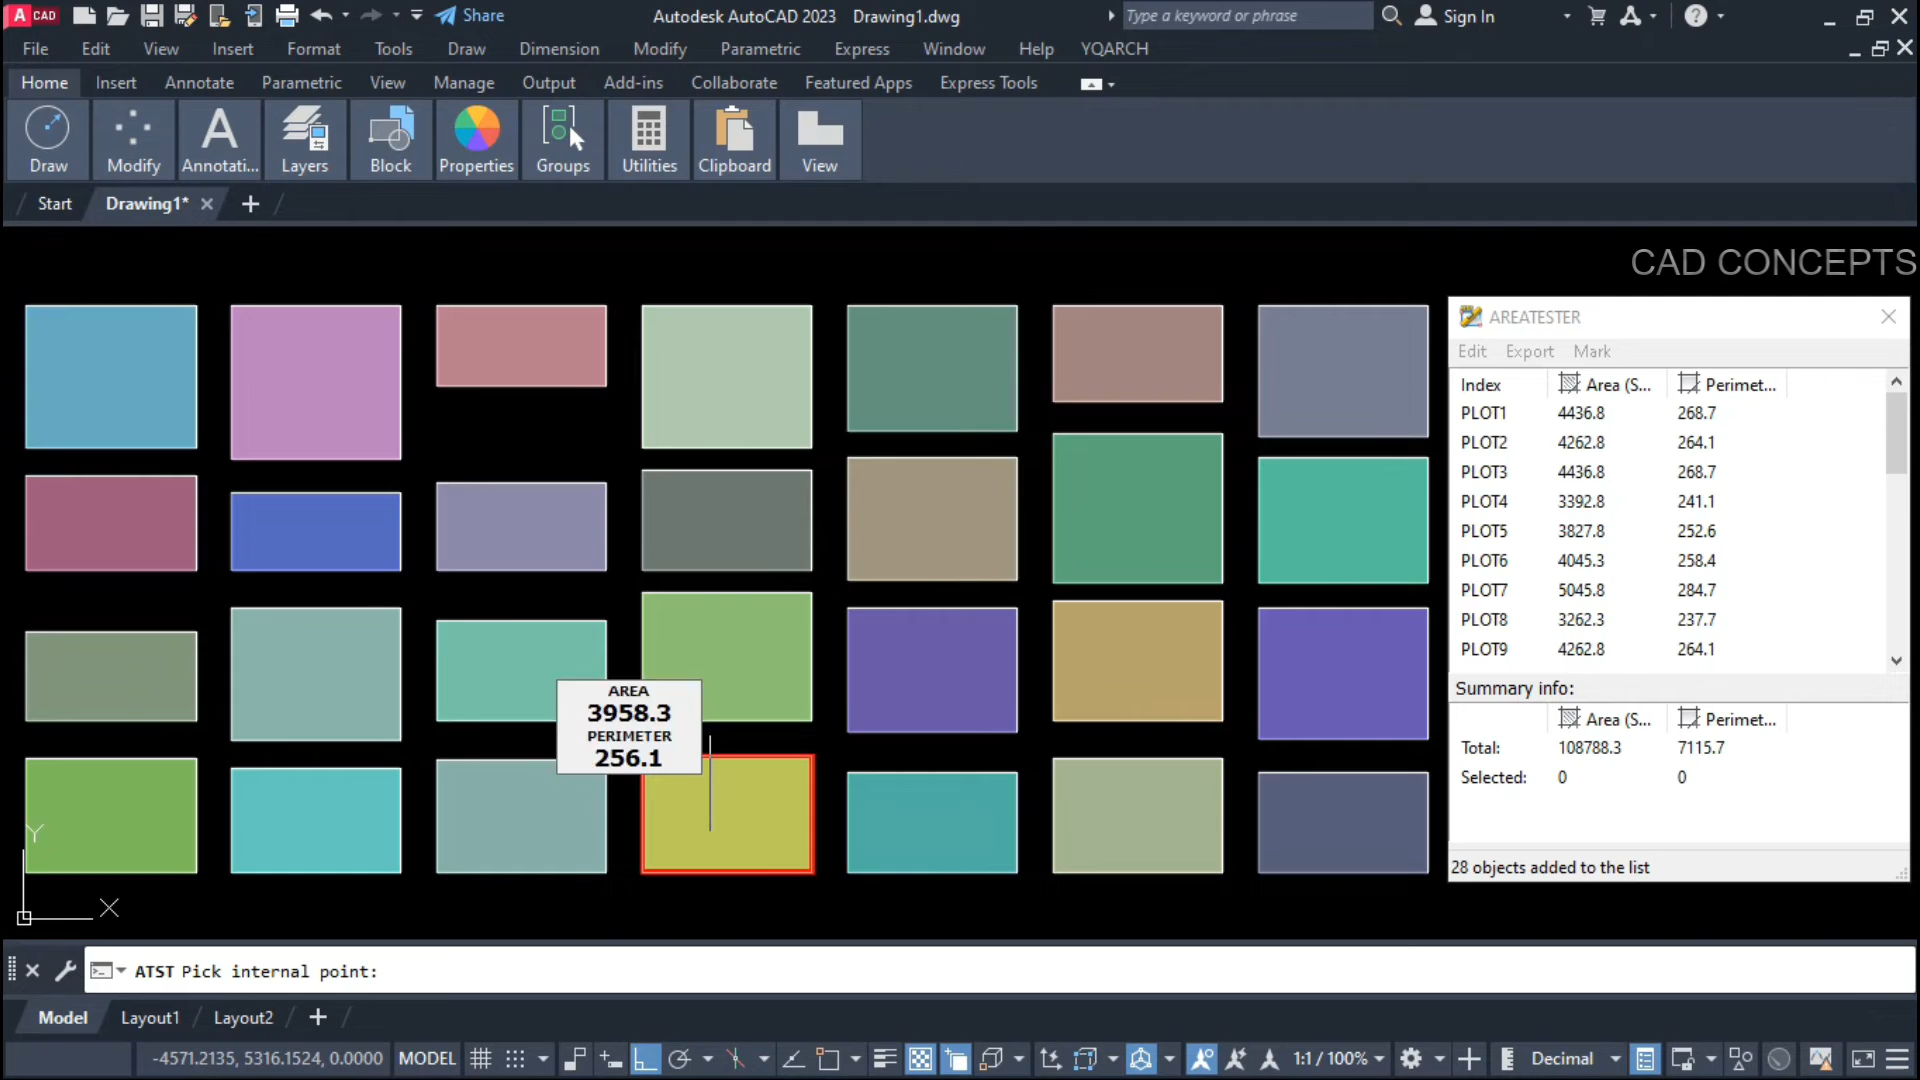 A CAD Share Autodesk AutoCAD 2023 Drawing1.dwg Type a keyword or phrase Sign In
File Edit View Insert Format Tools Draw Dimension Modify Parametric Express Window Help YQARCH
Home Insert Annotate Parametric View Manage Output Add-ins Collaborate Featured Apps Express Tools
Draw Modify Annotati... Layers Block Properties Groups Utilities Clipboard View
Start Drawing1*
CAD CONCEPTS
AREATESTER
Edit Export Mark
Index Area (S... Perimet...
PLOT1 4436.8 268.7
PLOT2 4262.8 264.1
PLOT3 4436.8 268.7
PLOT4 3392.8 241.1
PLOT5 3827.8 252.6
PLOT6 4045.3 258.4
PLOT7 5045.8 284.7
PLOT8 3262.3 237.7
PLOT9 4262.8 264.1
Summary info:
Area (S... Perimet...
Total: 108788.3 7115.7
Selected: 0 0
28 objects added to the list
AREA
3958.3
PERIMETER
256.1
Y
X
ATST Pick internal point:
Model Layout1 Layout2
-4571.2135, 5316.1524, 0.0000 MODEL 1:1 / 100% Decimal